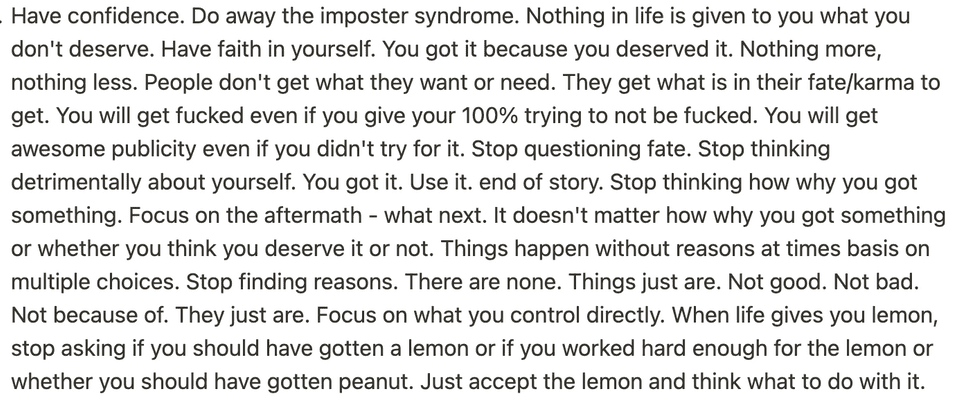 . Have confidence. Do away the imposter syndrome. Nothing in life is given to you what you
don't deserve. Have faith in yourself. You got it because you deserved it. Nothing more,
nothing less. People don't get what they want or need. They get what is in their fate/karma to
get. You will get fucked even if you give your 100% trying to not be fucked. You will get
awesome publicity even if you didn't try for it. Stop questioning fate. Stop thinking
detrimentally about yourself. You got it. Use it. end of story. Stop thinking how why you got
something. Focus on the aftermath - what next. It doesn't matter how why you got something
or whether you think you deserve it or not. Things happen without reasons at times basis on
multiple choices. Stop finding reasons. There are none. Things just are. Not good. Not bad.
Not because of. They just are. Focus on what you control directly. When life gives you lemon,
stop asking if you should have gotten a lemon or if you worked hard enough for the lemon or
whether you should have gotten peanut. Just accept the lemon and think what to do with it.